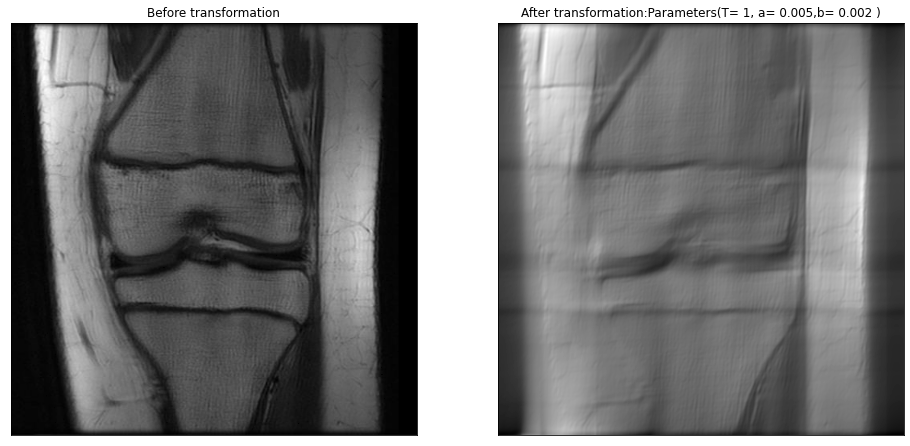 Before transformation
After transformation:Parameters(T= 1, a= 0.005,b= 0.002 )